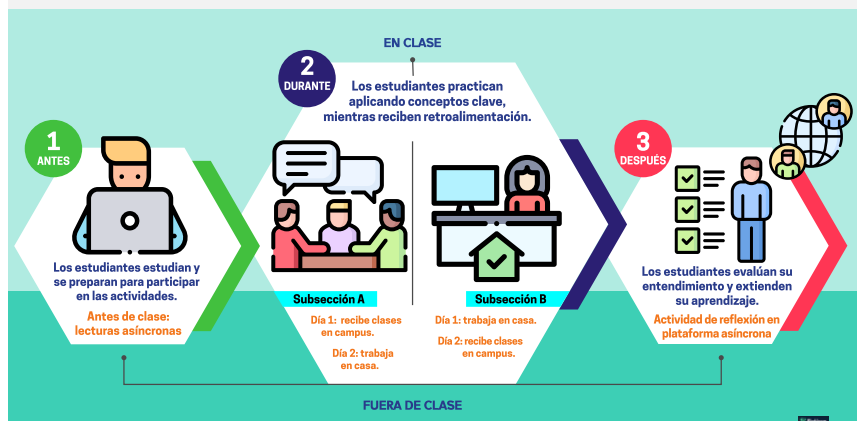 EN CLASE
1
ANTES
Los estudiantes estudian y
se preparan para participar
en las actividades.
Antes de clase:
lecturas asíncronas
2
DURANTE
Los estudiantes practican
aplicando conceptos clave,
mientras reciben retroalimentación.
Subsección A
Día 1: recibe clases
en campus.
Día 2: trabaja
en casa.
Subsección B
Día 1: trabaja en casa.
Día 2: recibe clases
en campus.
3
DESPUÉS
Los estudiantes evalúan su
entendimiento y extienden
su aprendizaje.
Actividad de reflexión en
plataforma asíncrona
FUERA DE CLASE